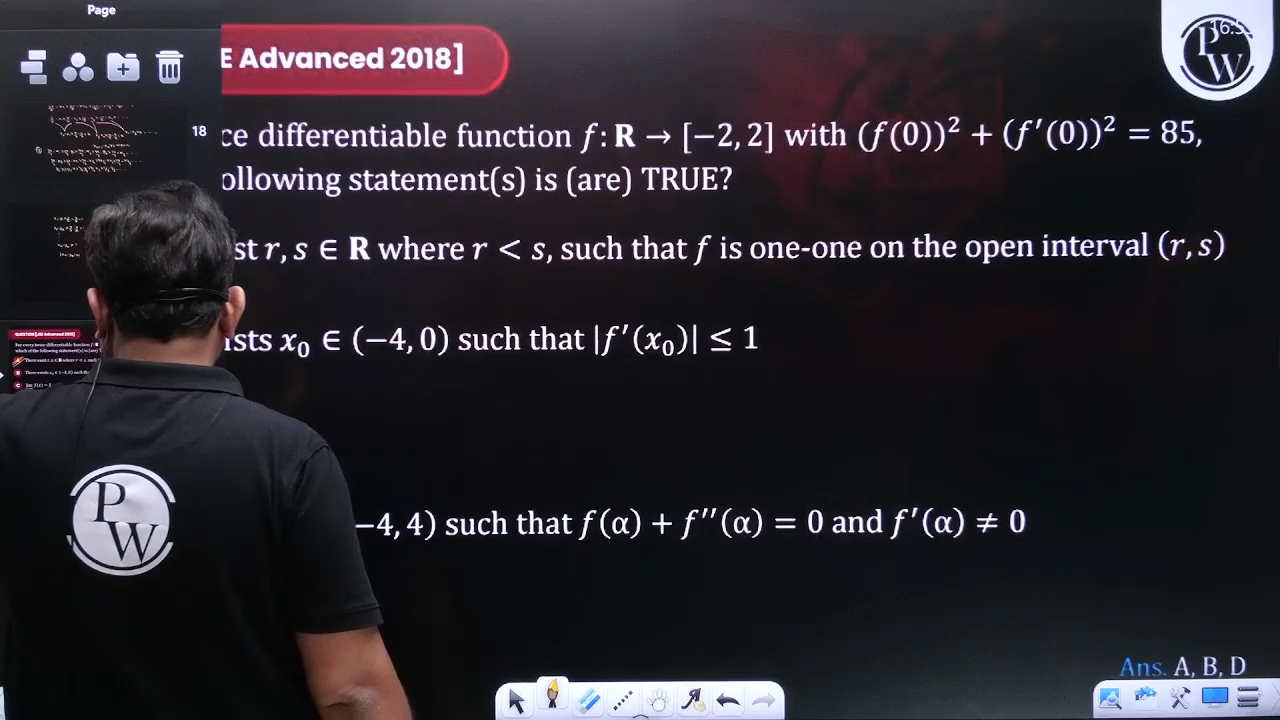 Page
E Advanced 2018]
16:5
PW
18
ce differentiable function f: R → [−2, 2] with (f(0))² + (f′(0))² = 85,
ollowing statement(s) is (are) TRUE?
st r, s ∈ R where r < s, such that f is one-one on the open interval (r, s)
ists x₀ ∈ (−4, 0) such that |f′(x₀)| ≤ 1
−4, 4) such that f(α) + f′′(α) = 0 and f′(α) ≠ 0
PW
Ans. A, B, D